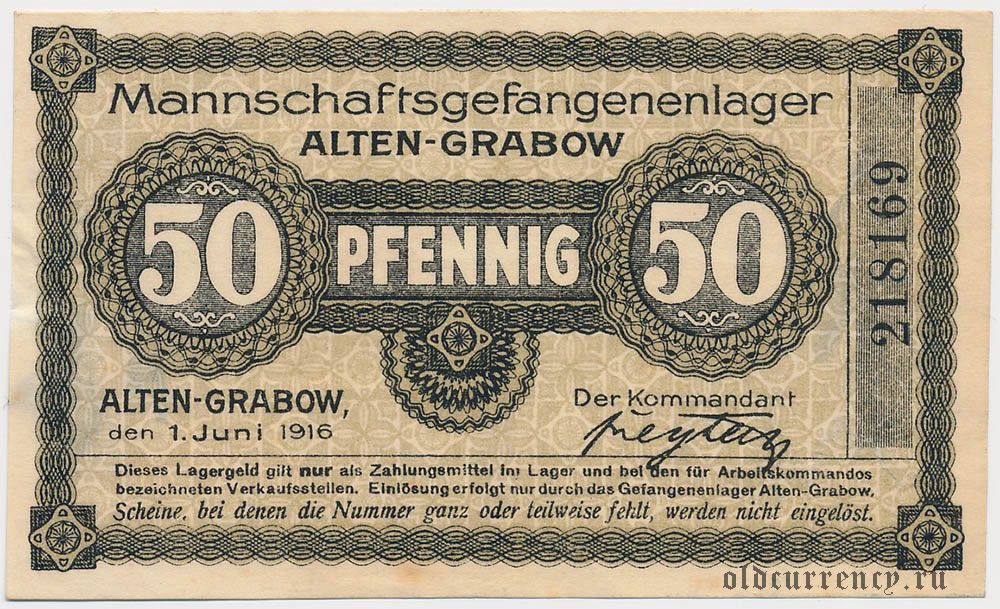 Mannschaftsgefangenenlager
ALTEN-GRABOW
50 PFENNIG 50
218169
ALTEN-GRABOW,
den 1. Juni 1916
Der Kommandant
Dieses Lagergeld gilt nur als Zahlungsmittel im Lager und bei den für Arbeitskommandos
bezeichneten Verkaufsstellen. Einlösung erfolgt nur durch das Gefangenenlager Alten-Grabow.
Scheine, bei denen die Nummer ganz oder teilweise fehlt, werden nicht eingelöst.
oldcurrency.ru